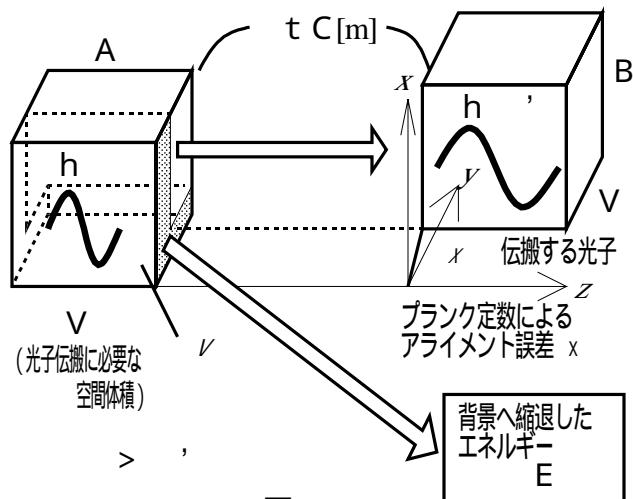 t C[m]
A
B
X
h
h ’
y
V
x
伝搬する光子
Z
プランク定数による
アライメント誤差 x
V
V
(光子伝搬に必要な
空間体積)
背景へ縮退した
エネルギー
E
> ’